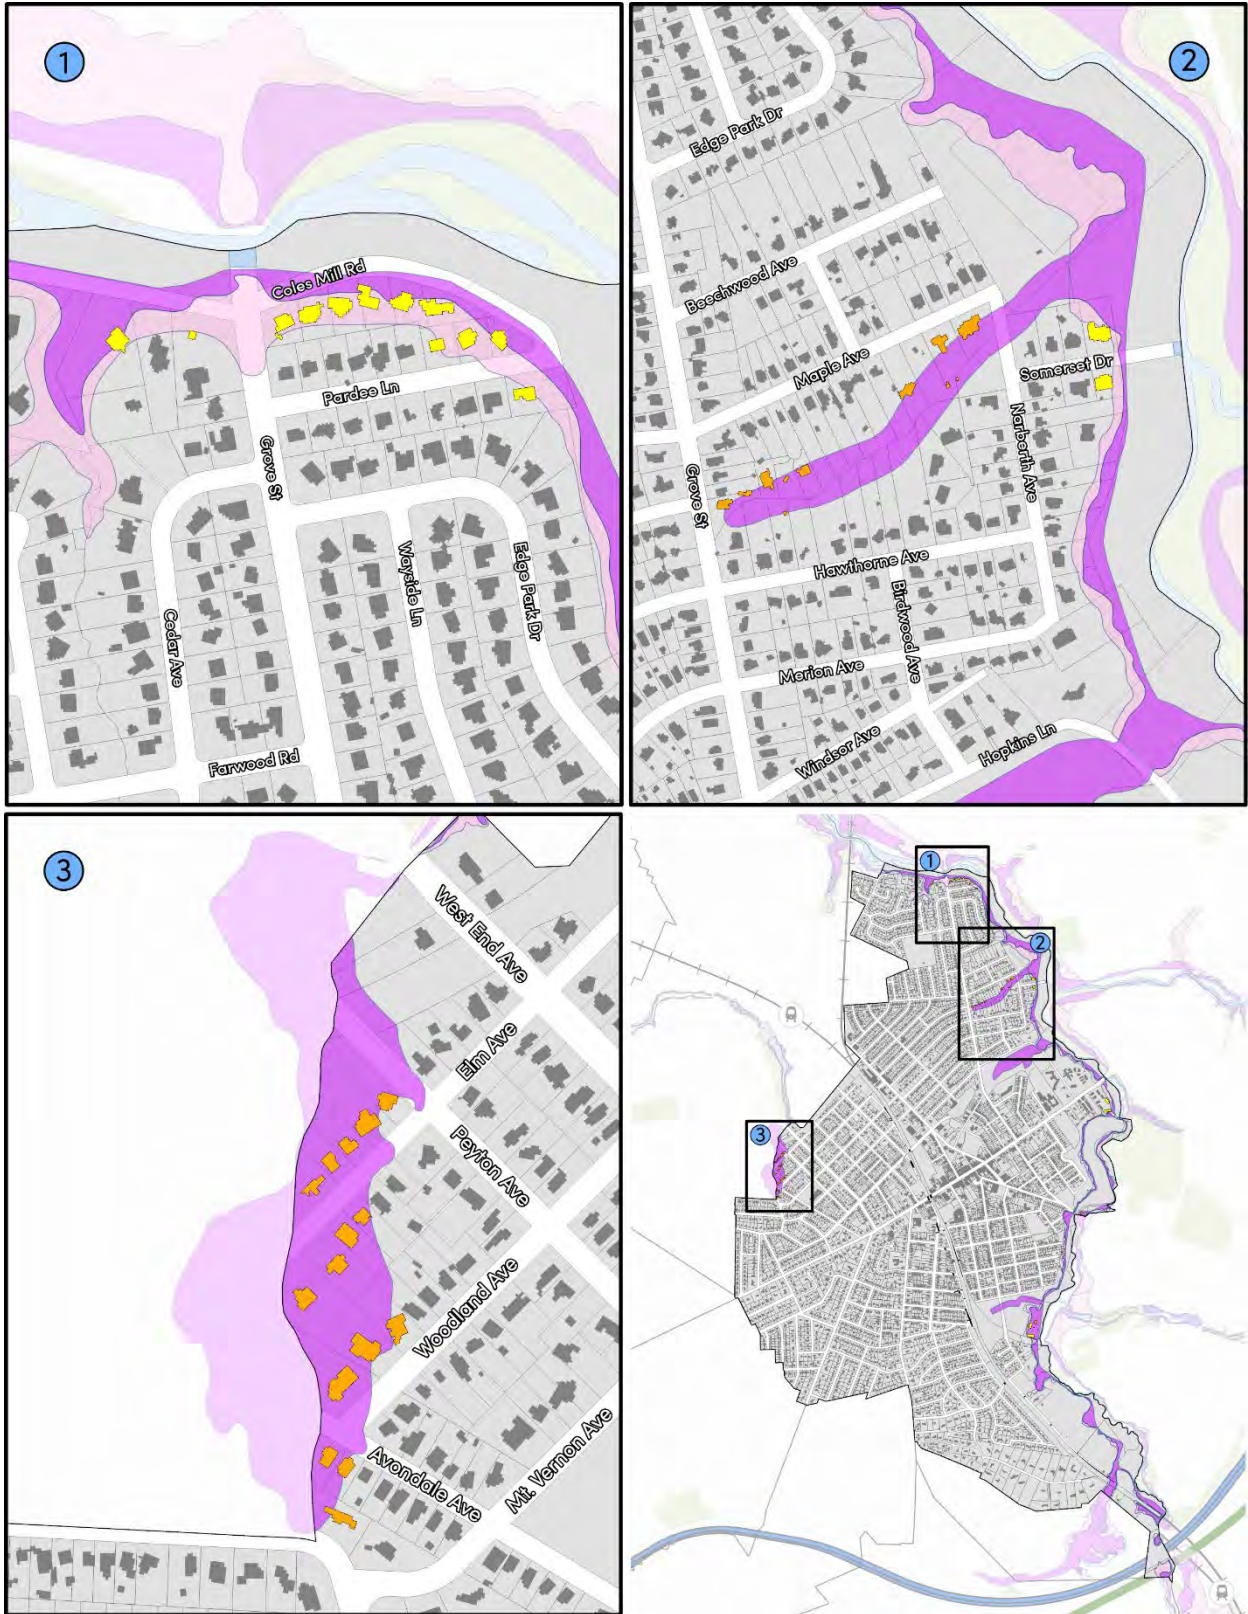 1
Coles Mill Rd
Pardee Ln
Grove St
Wayside Ln
Edge Park Dr
Cedar Ave
Farwood Rd
2
Edge Park Dr
Beechwood Ave
Maple Ave
Somerset Dr
Narberth Ave
Grove St
Hawthorne Ave
Birdwood Ave
Merion Ave
Windsor Ave
Hopkins Ln
3
West End Ave
Elm Ave
Peyton Ave
Woodland Ave
Avondale Ave
Mt. Vernon Ave
1
2
3